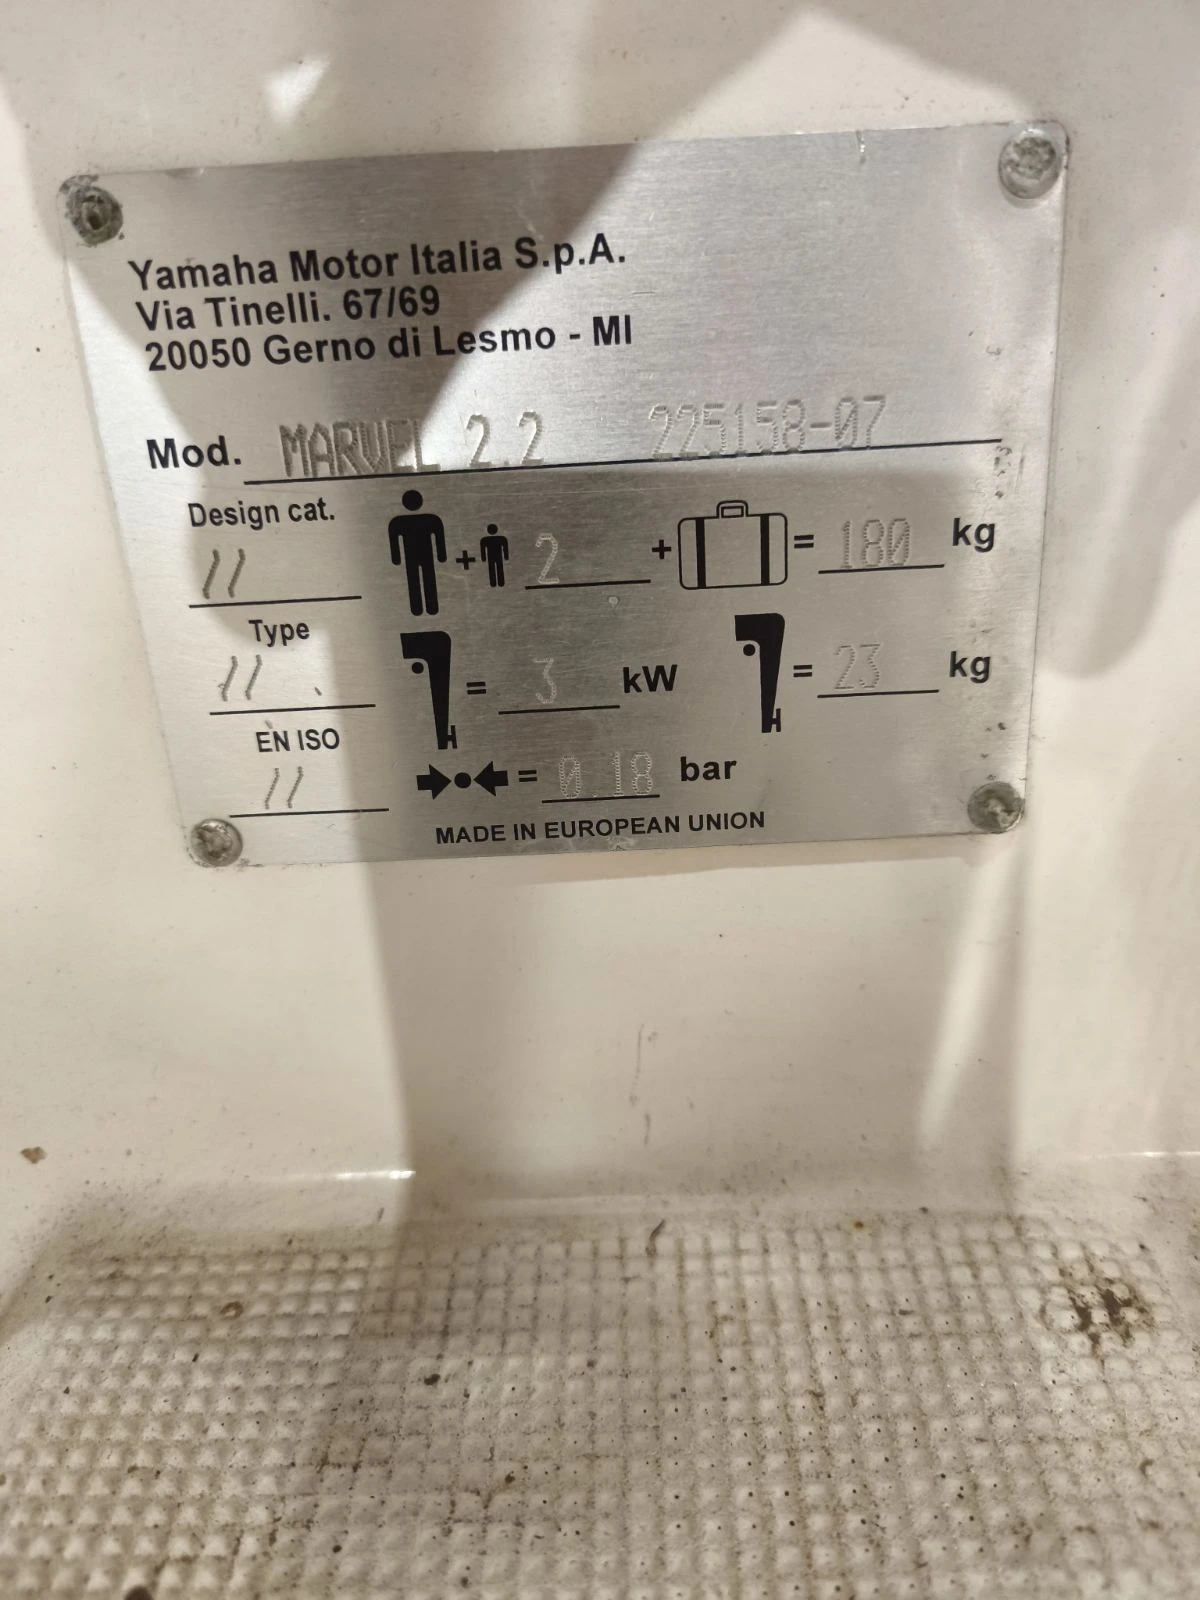 Yamaha Motor Italia S.p.A.
Via Tinelli. 67/69
20050 Gerno di Lesmo - MI
Mod. MARVEL 2.2 225158-07
Design cat. //
+ 2 + = 180 kg
Type //
= 3 kW = 23 kg
EN ISO //
= 0.18 bar
MADE IN EUROPEAN UNION